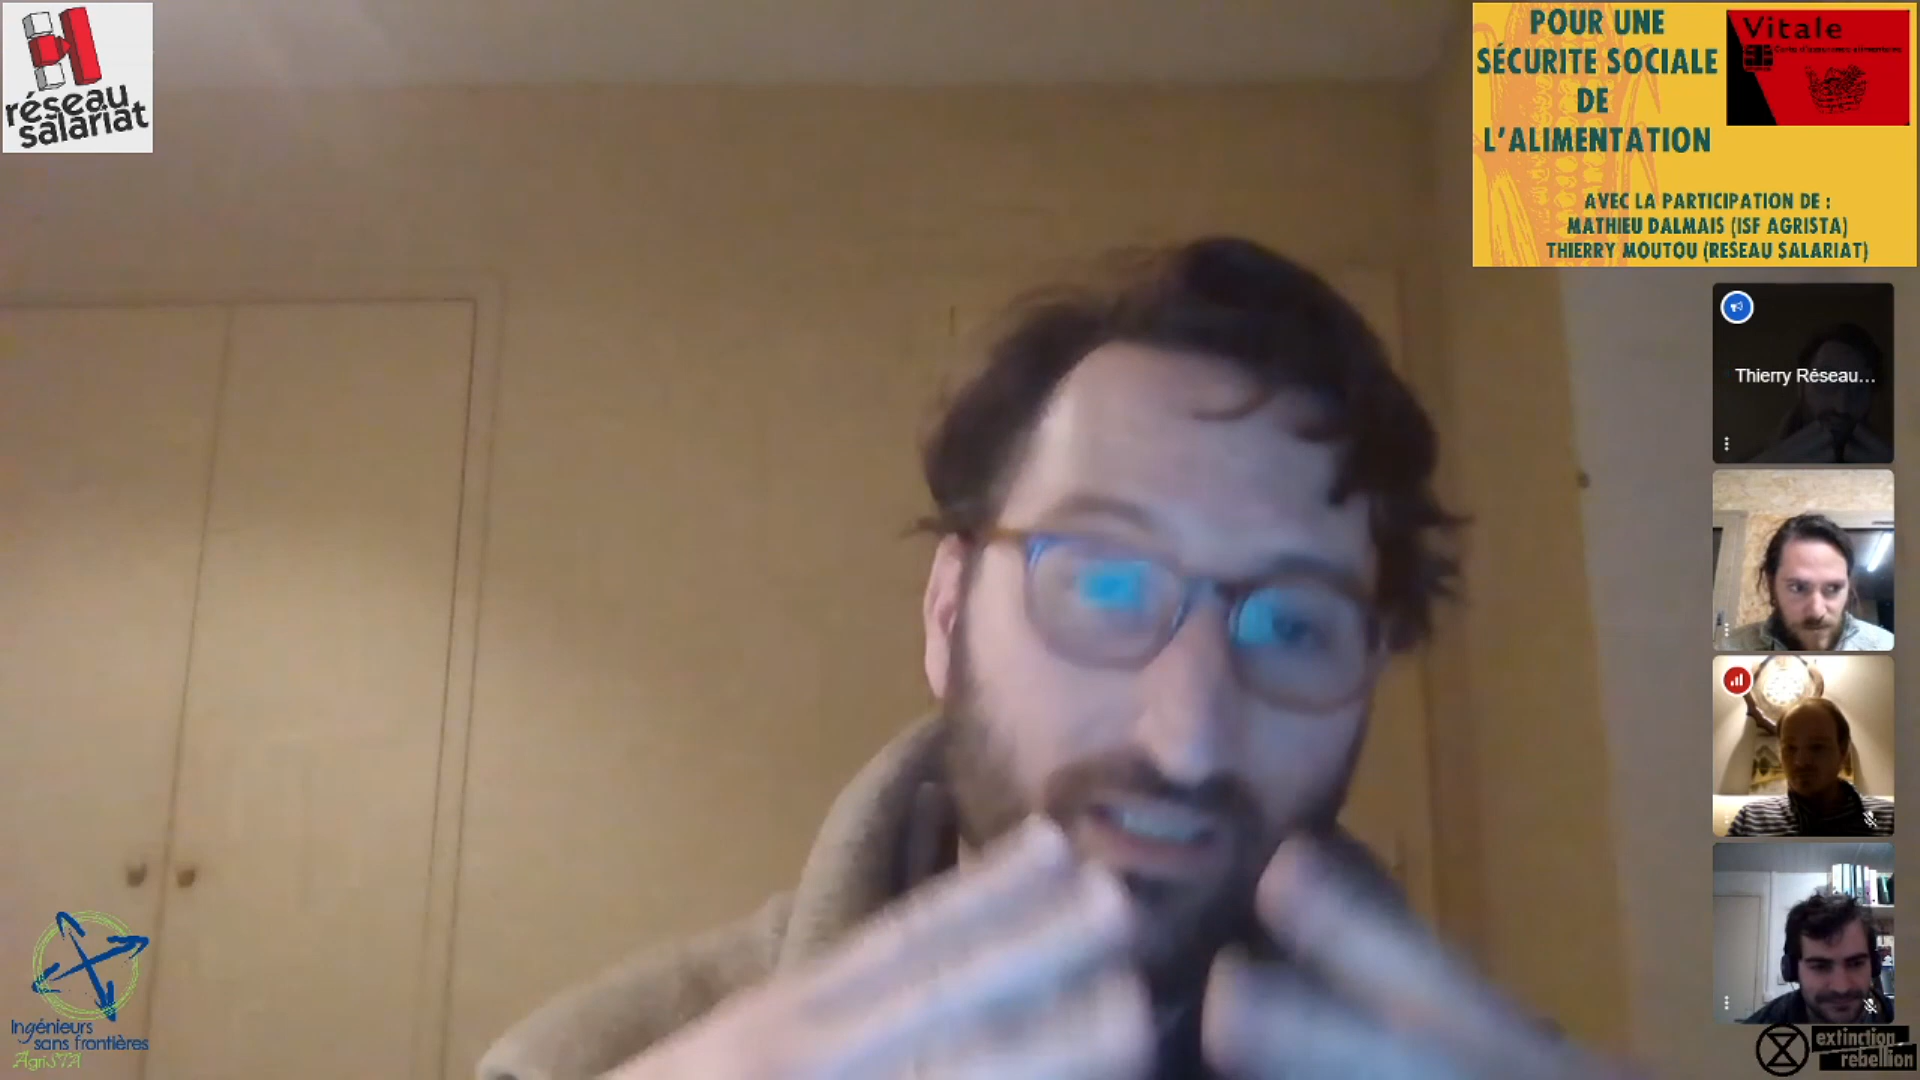 réseau
salariat
POUR UNE
SÉCURITE SOCIALE
DE
L'ALIMENTATION
Vitale
AVEC LA PARTICIPATION DE :
MATHIEU DALMAIS (ISF AGRISTA)
THIERRY MOUTOU (RESEAU SALARIAT)
Thierry Réseau...
Ingénieurs
sans frontières
AgriSTA
extinction
rebellion